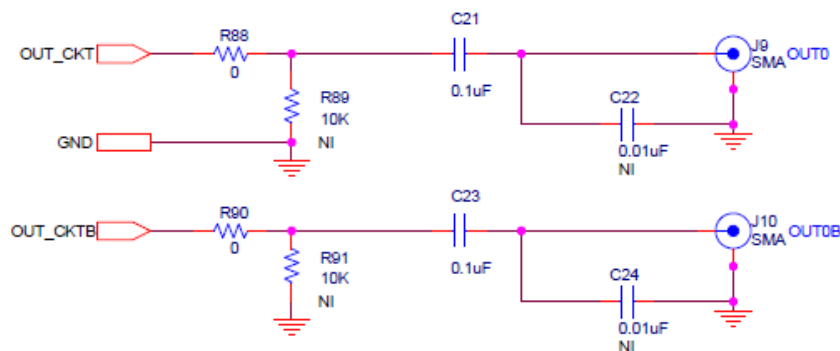 R88
C21
J9
OUT_CKT
SMA
OUT0
0
R89
0.1uF
C22
10K
GND
NI
0.01uF
NI
R90
C23
J10
OUT_CKTB
SMA
OUT0B
0
R91
0.1uF
C24
10K
NI
0.01uF
NI